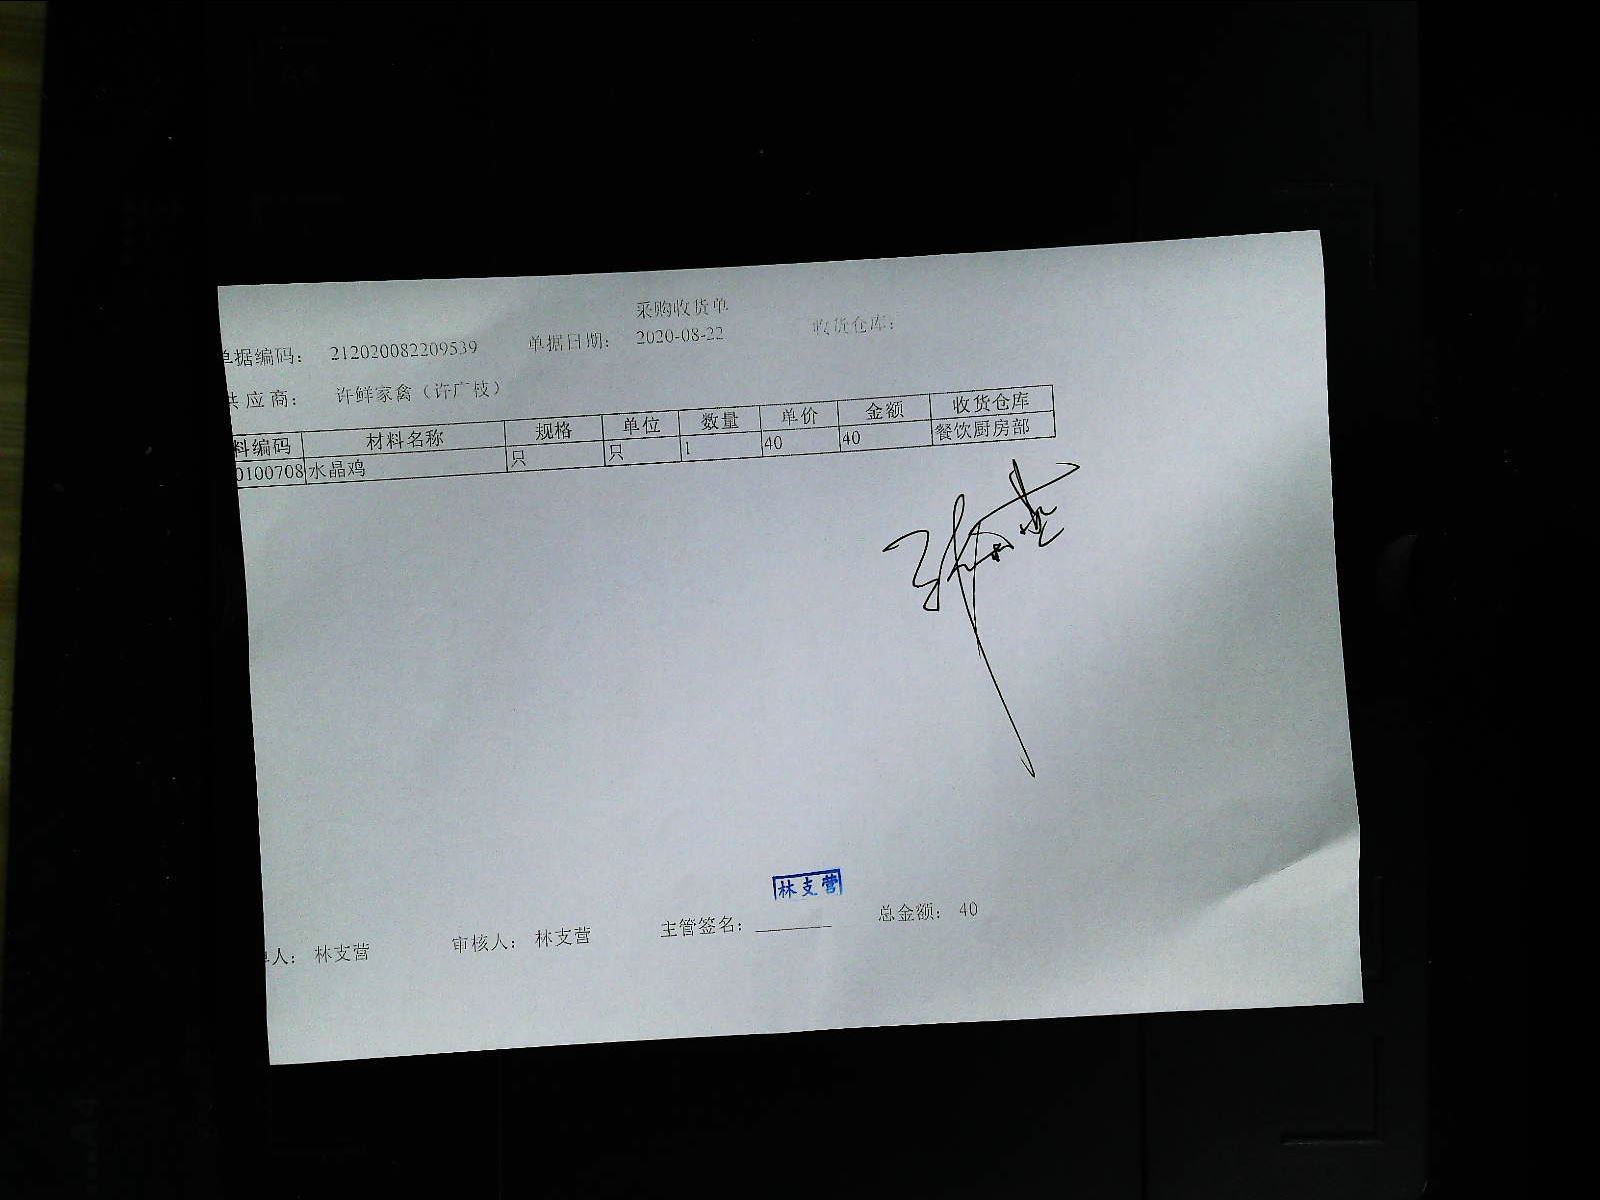 采购收货单
单据编码： 212020082209539 单据日期： 2020-08-22 收货仓库：
供应商： 许鲜家禽（许广枝）
料编码 材料名称 规格 单位 数量 单价 金额 收货仓库
0100708 水晶鸡 只 只 1 40 40 餐饮厨房部
林支营
单人： 林支营 审核人： 林支营 主管签名： 总金额： 40